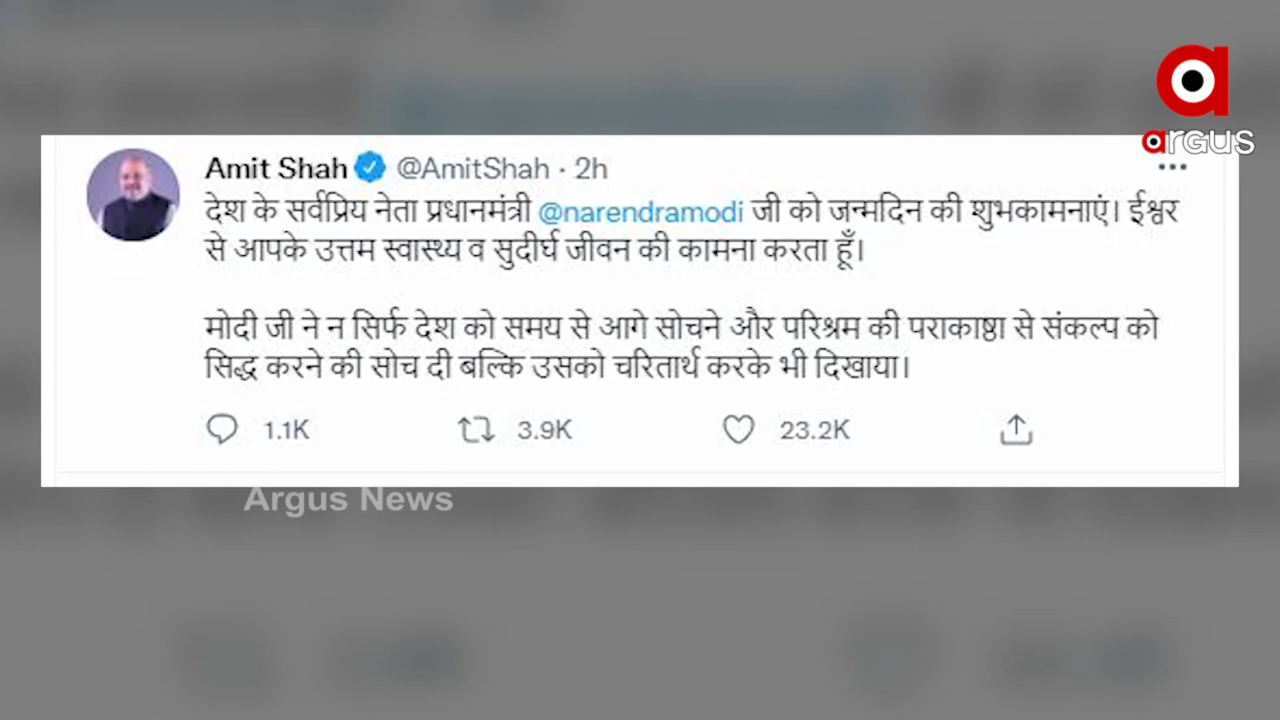 a
argus
Amit Shah @AmitShah · 2h
देश के सर्वप्रिय नेता प्रधानमंत्री @narendramodi जी को जन्मदिन की शुभकामनाएं। ईश्वर
से आपके उत्तम स्वास्थ्य व सुदीर्घ जीवन की कामना करता हूँ।
मोदी जी ने न सिर्फ देश को समय से आगे सोचने और परिश्रम की पराकाष्ठा से संकल्प को
सिद्ध करने की सोच दी बल्कि उसको चरितार्थ करके भी दिखाया।
1.1K 3.9K 23.2K
Argus News